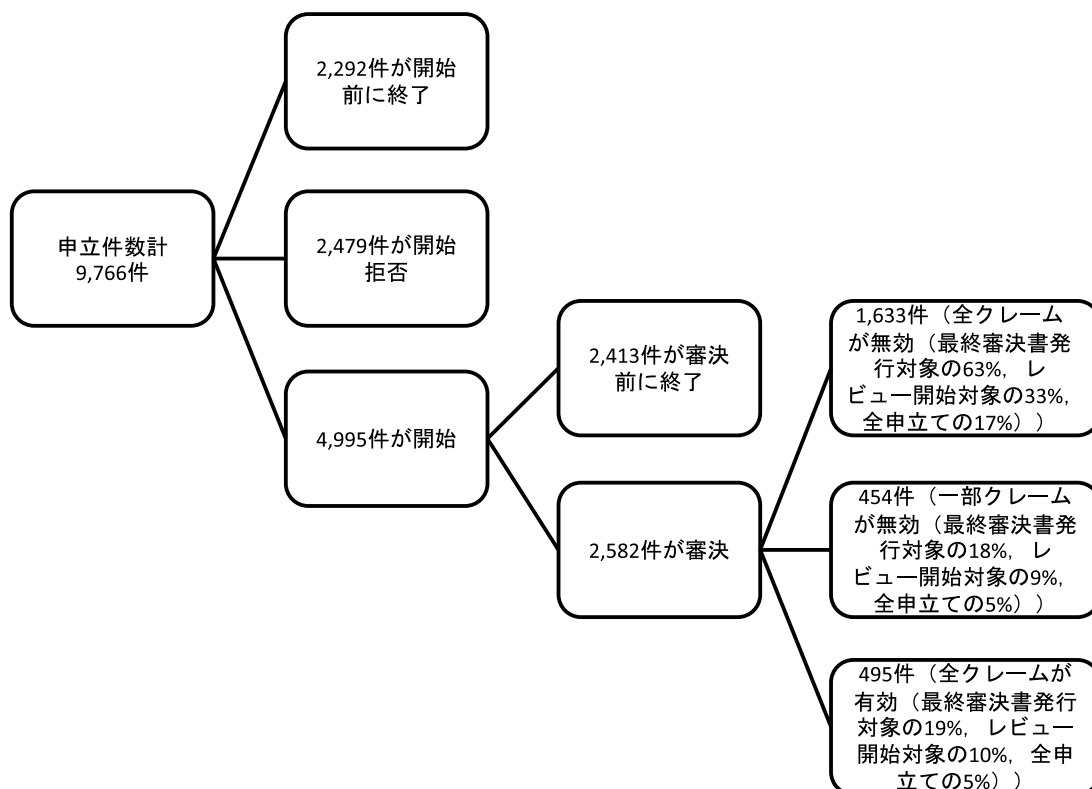 申立件数計
9,766件
2,292件が開始
前に終了
2,479件が開始
拒否
4,995件が開始
2,413件が審決
前に終了
2,582件が審決
1,633件（全クレーム
が無効（最終審決書発
行対象の63%，レ
ビュー開始対象の33%，
全申立ての17%））
454件（一部クレーム
が無効（最終審決書発
行対象の18%，レ
ビュー開始対象の9%，
全申立ての5%））
495件（全クレームが
有効（最終審決書発行
対象の19%，レビュー
開始対象の10%，全申
立ての5%））